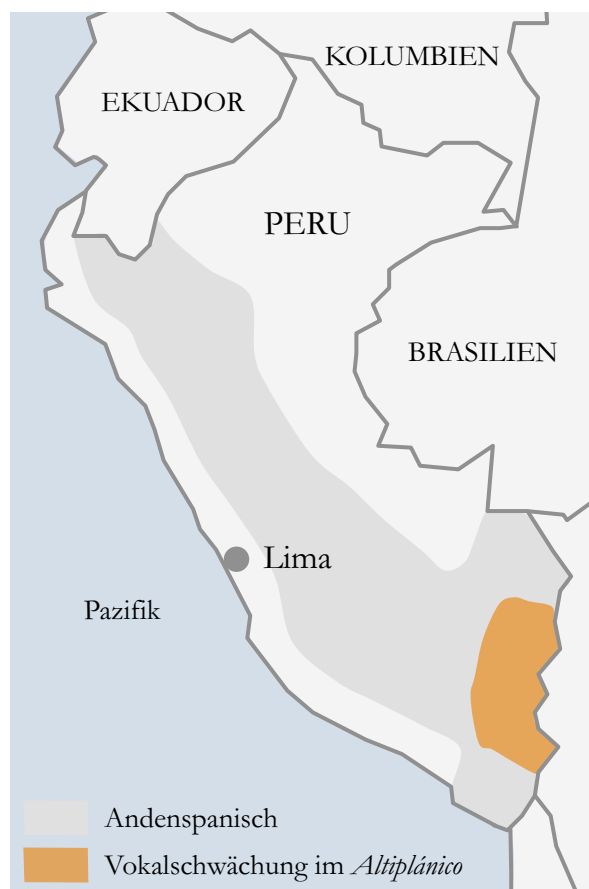 KOLUMBIEN
EKUADOR
PERU
BRASILIEN
Lima
Pazifik
Andenspanisch
Vokalschwächung im Altiplánico